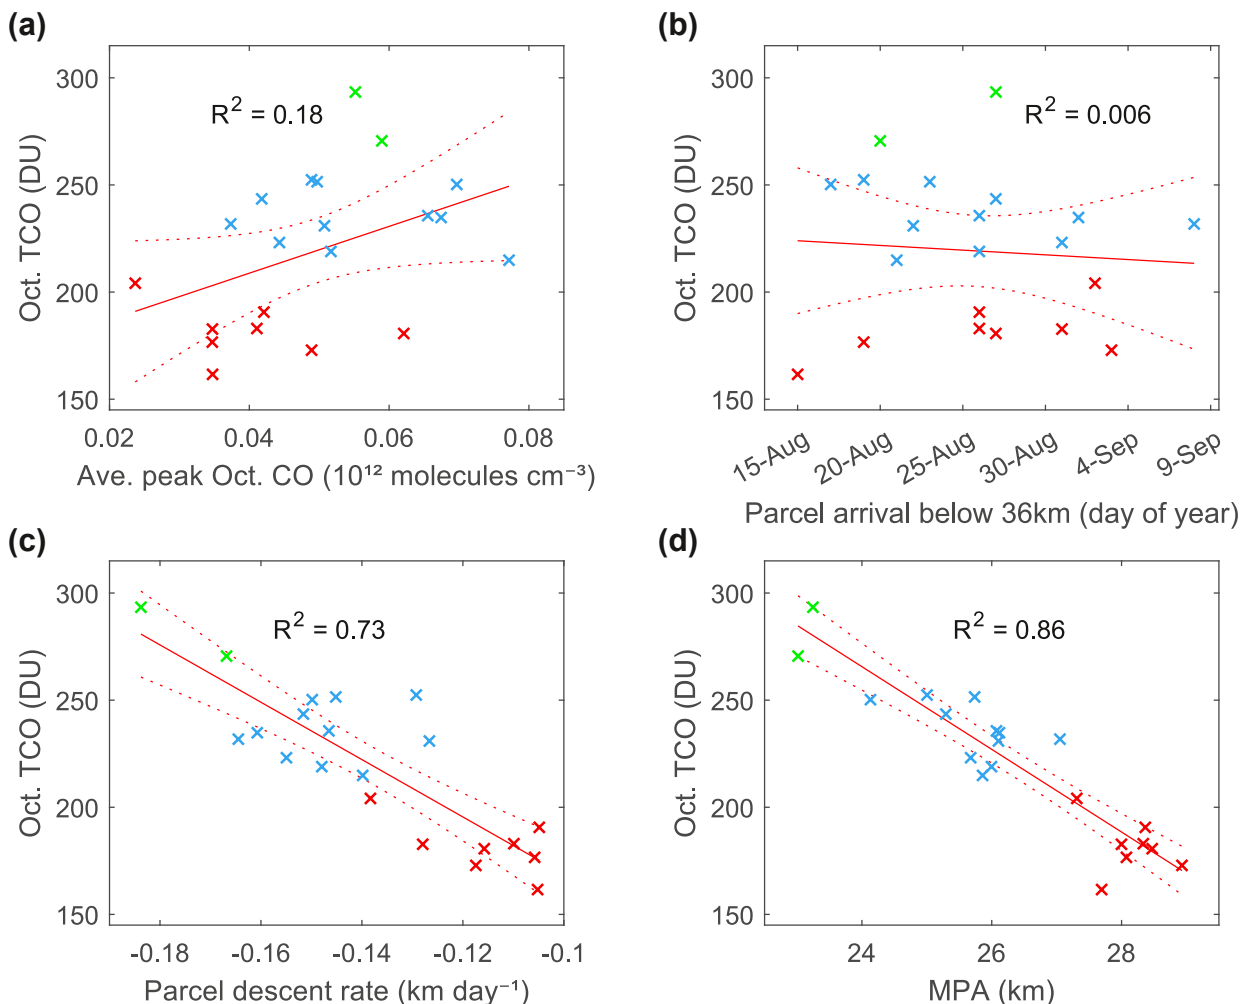 (a)
300
250
200
150
Oct. TCO (DU)
R² = 0.18
0.02 0.04 0.06 0.08
Ave. peak Oct. CO (10¹² molecules cm⁻³)
(b)
300
250
200
150
Oct. TCO (DU)
R² = 0.006
15-Aug 20-Aug 25-Aug 30-Aug 4-Sep 9-Sep
Parcel arrival below 36km (day of year)
(c)
300
250
200
150
Oct. TCO (DU)
R² = 0.73
-0.18 -0.16 -0.14 -0.12 -0.1
Parcel descent rate (km day⁻¹)
(d)
300
250
200
150
Oct. TCO (DU)
R² = 0.86
24 26 28
MPA (km)